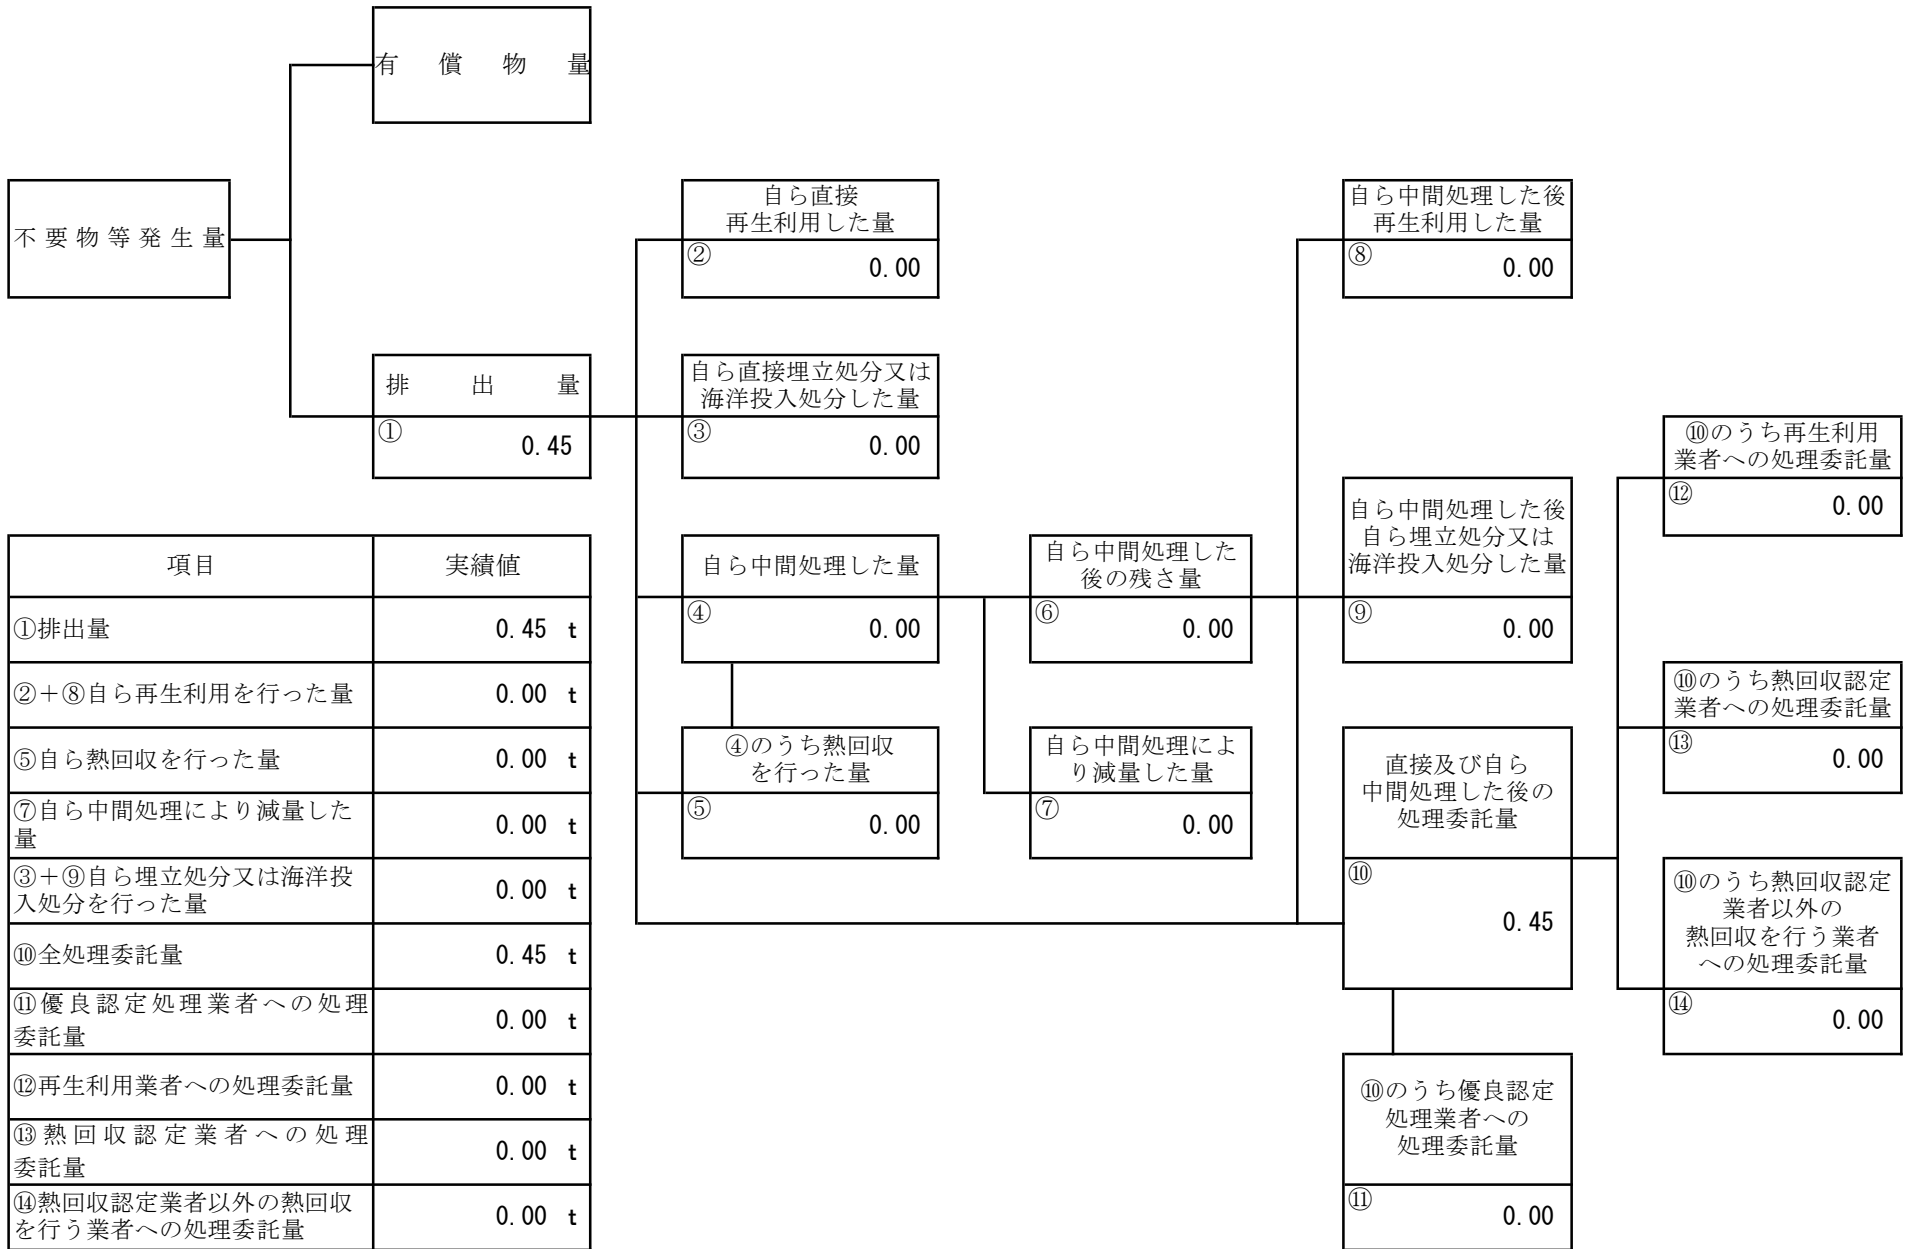 有償物量
不要物等発生量
排出量
① 0.45
自ら直接
再生利用した量
② 0.00
自ら直接埋立処分又は
海洋投入処分した量
③ 0.00
自ら中間処理した量
④ 0.00
④のうち熱回収
を行った量
⑤ 0.00
自ら中間処理した
後の残さ量
⑥ 0.00
自ら中間処理によ
り減量した量
⑦ 0.00
自ら中間処理した後
再生利用した量
⑧ 0.00
自ら中間処理した後
自ら埋立処分又は
海洋投入処分した量
⑨ 0.00
直接及び自ら
中間処理した後の
処理委託量
⑩
0.45
⑩のうち優良認定
処理業者への
処理委託量
⑪ 0.00
⑩のうち再生利用
業者への処理委託量
⑫ 0.00
⑩のうち熱回収認定
業者への処理委託量
⑬ 0.00
⑩のうち熱回収認定
業者以外の
熱回収を行う業者
への処理委託量
⑭ 0.00
項目 実績値
①排出量 0.45 t
②＋⑧自ら再生利用を行った量 0.00 t
⑤自ら熱回収を行った量 0.00 t
⑦自ら中間処理により減量した
量 0.00 t
③＋⑨自ら埋立処分又は海洋投
入処分を行った量 0.00 t
⑩全処理委託量 0.45 t
⑪優良認定処理業者への処理
委託量 0.00 t
⑫再生利用業者への処理委託量 0.00 t
⑬熱回収認定業者への処理
委託量 0.00 t
⑭熱回収認定業者以外の熱回収
を行う業者への処理委託量 0.00 t